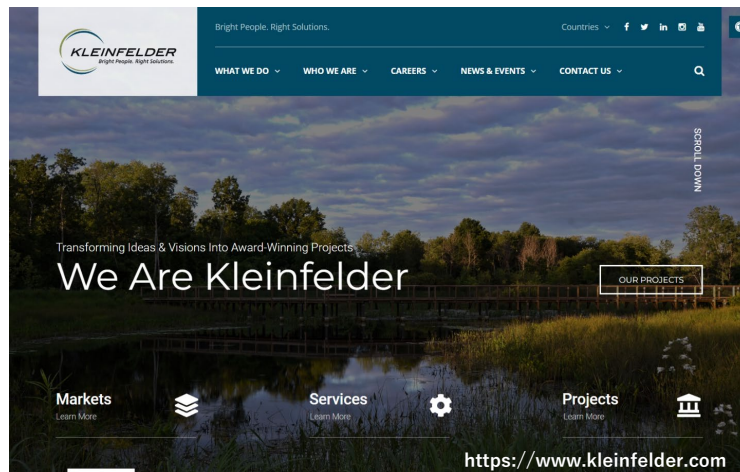 Bright People. Right Solutions.
Countries
KLEINFELDER
Bright People. Right Solutions.
WHAT WE DO
WHO WE ARE
CAREERS
NEWS & EVENTS
CONTACT US
SCROLL DOWN
Transforming Ideas & Visions Into Award-Winning Projects
We Are Kleinfelder
OUR PROJECTS
Markets
Learn More
Services
Learn More
Projects
Learn More
https://www.kleinfelder.com